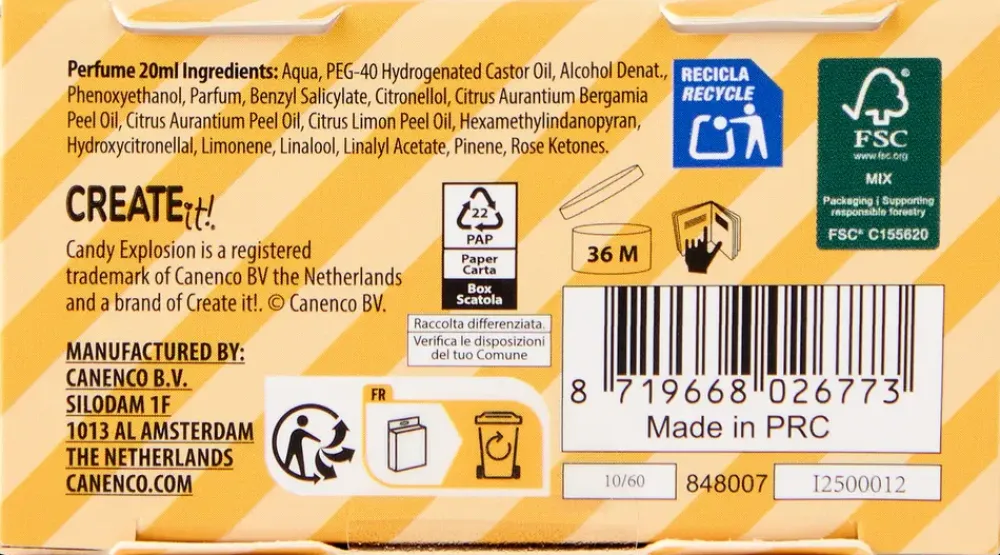 Perfume 20ml Ingredients: Aqua, PEG-40 Hydrogenated Castor Oil, Alcohol Denat.,
Phenoxyethanol, Parfum, Benzyl Salicylate, Citronellol, Citrus Aurantium Bergamia
Peel Oil, Citrus Aurantium Peel Oil, Citrus Limon Peel Oil, Hexamethylindanopyran,
Hydroxycitronellal, Limonene, Linalool, Linalyl Acetate, Pinene, Rose Ketones.
RECICLA
RECYCLE
FSC
www.fsc.org
MIX
Packaging | Supporting
responsible forestry
FSC® C155620
CREATE it!
Candy Explosion is a registered
trademark of Canenco BV the Netherlands
and a brand of Create it!. © Canenco BV.
22
PAP
Paper
Carta
Box
Scatola
Raccolta differenziata.
Verifica le disposizioni
del tuo Comune
36 M
MANUFACTURED BY:
CANENCO B.V.
SILODAM 1F
1013 AL AMSTERDAM
THE NETHERLANDS
CANENCO.COM
FR
8 719668 026773
Made in PRC
10/60
848007
I2500012